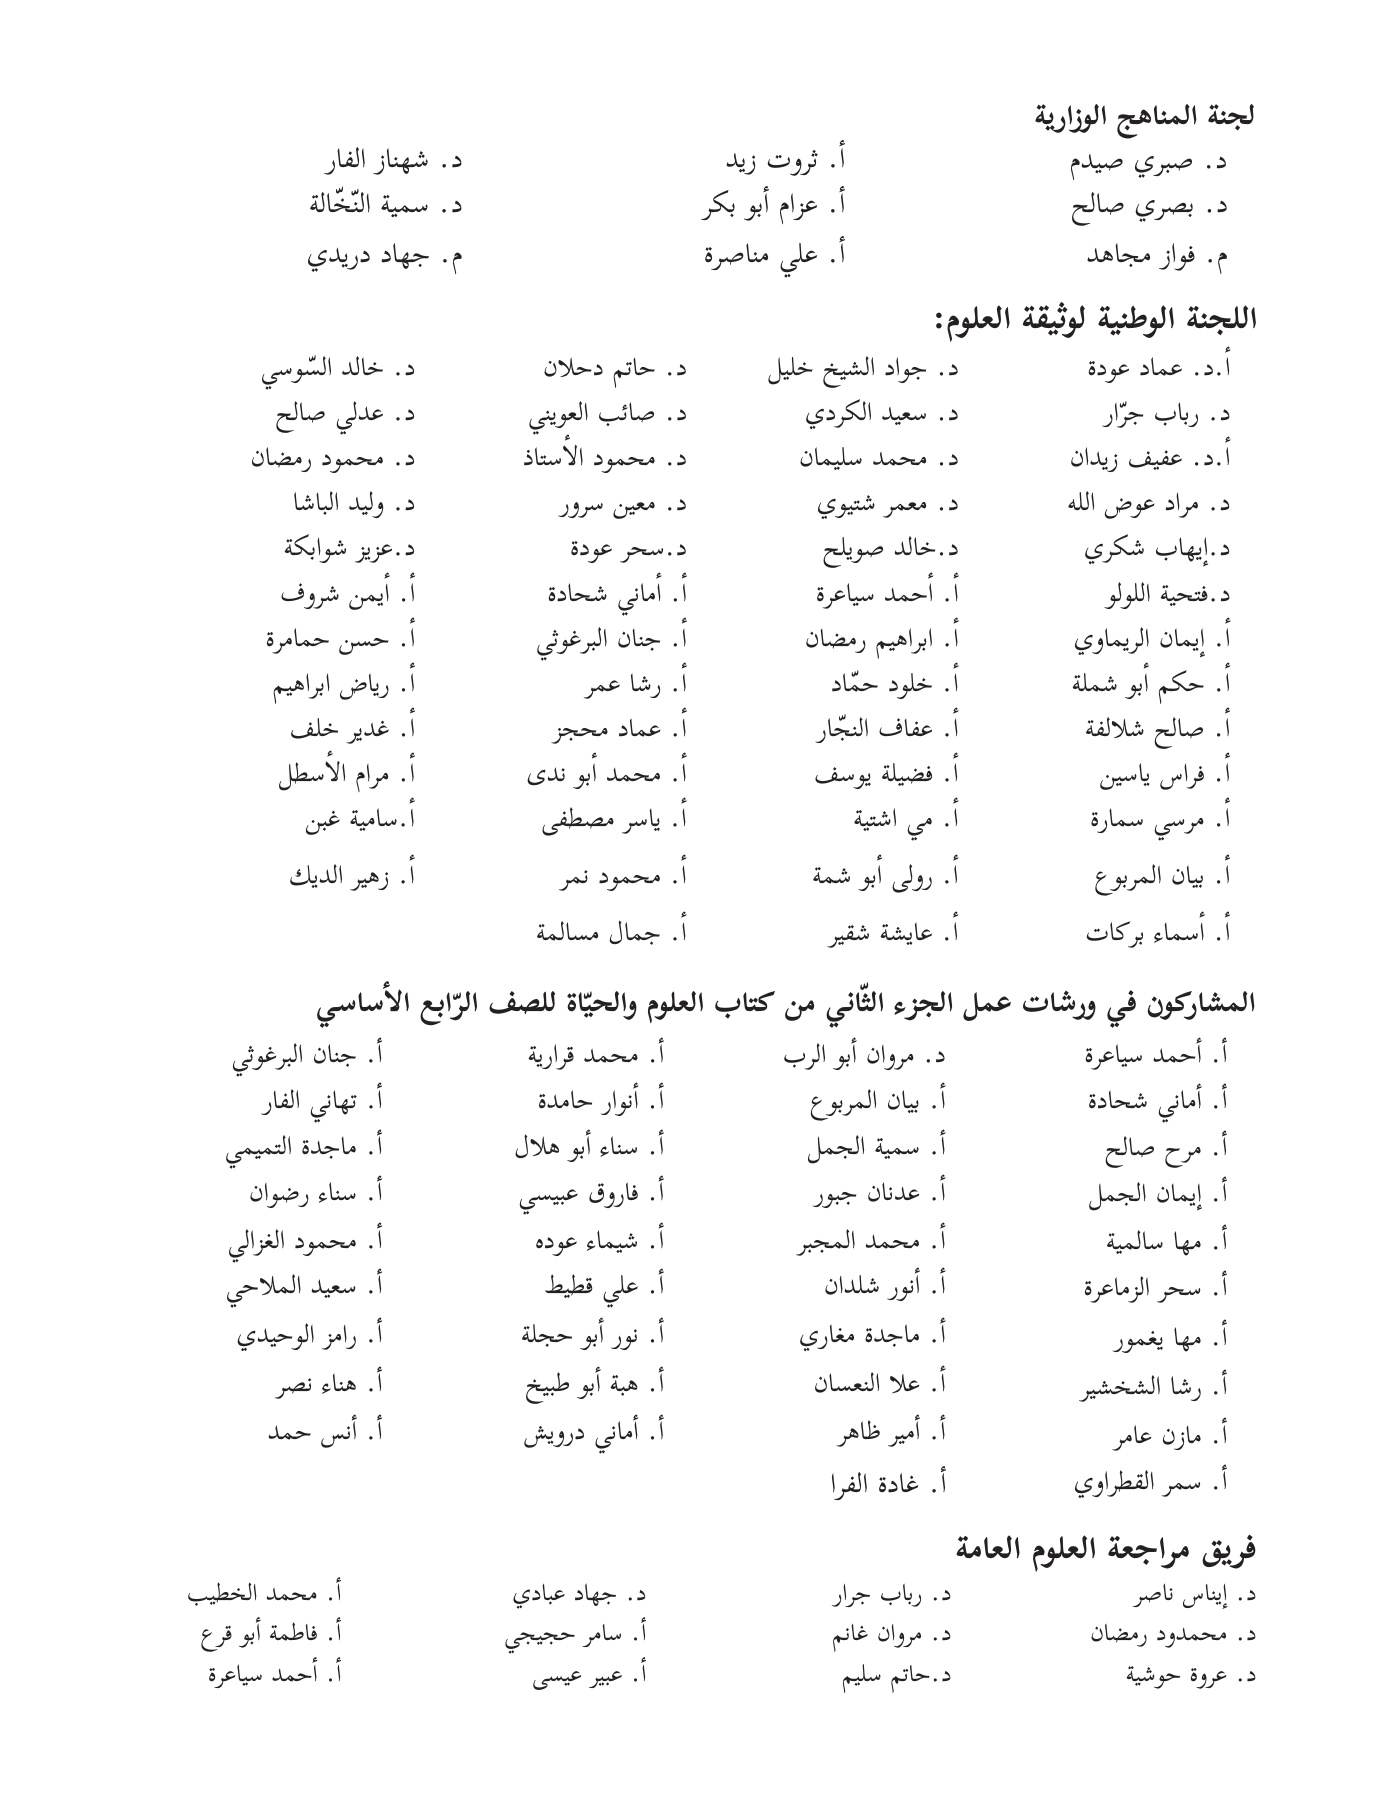 لجنة المناهج الوزارية
د. صبري صيدم أ. ثروت زيد د. شهناز الفار
د. بصري صالح أ. عزام أبو بكر د. سمية النّخّالة
م. فواز مجاهد أ. علي مناصرة م. جهاد دريدي
اللجنة الوطنية لوثيقة العلوم:
أ.د. عماد عودة د. جواد الشيخ خليل د. حاتم دحلان د. خالد السّوسي
د. رباب جرّار د. سعيد الكردي د. صائب العويني د. عدلي صالح
أ.د. عفيف زيدان د. محمد سليمان د. محمود الأستاذ د. محمود رمضان
د. مراد عوض الله د. معمر شتيوي د. معين سرور د. وليد الباشا
د.إيهاب شكري د.خالد صويلح د.سحر عودة د.عزيز شوابكة
د.فتحية اللولو أ. أحمد سياعرة أ. أماني شحادة أ. أيمن شروف
أ. إيمان الريماوي أ. ابراهيم رمضان أ. جنان البرغوثي أ. حسن حمامرة
أ. حكم أبو شملة أ. خلود حمّاد أ. رشا عمر أ. رياض ابراهيم
أ. صالح شلالفة أ. عفاف النجّار أ. عماد محجز أ. غدير خلف
أ. فراس ياسين أ. فضيلة يوسف أ. محمد أبو ندى أ. مرام الأسطل
أ. مرسي سمارة أ. مي اشتية أ. ياسر مصطفى أ.سامية غبن
أ. بيان المربوع أ. رولى أبو شمة أ. محمود نمر أ. زهير الديك
أ. أسماء بركات أ. عايشة شقير أ. جمال مسالمة
المشاركون في ورشات عمل الجزء الثّاني من كتاب العلوم والحيّاة للصف الرّابع الأساسي
أ. أحمد سياعرة د. مروان أبو الرب أ. محمد قرارية أ. جنان البرغوثي
أ. أماني شحادة أ. بيان المربوع أ. أنوار حامدة أ. تهاني الفار
أ. مرح صالح أ. سمية الجمل أ. سناء أبو هلال أ. ماجدة التميمي
أ. إيمان الجمل أ. عدنان جبور أ. فاروق عبيسي أ. سناء رضوان
أ. مها سالمية أ. محمد المجبر أ. شيماء عوده أ. محمود الغزالي
أ. سحر الزماعرة أ. أنور شلدان أ. علي قطيط أ. سعيد الملاحي
أ. مها يغمور أ. ماجدة مغاري أ. نور أبو حجلة أ. رامز الوحيدي
أ. رشا الشخشير أ. علا النعسان أ. هبة أبو طبيخ أ. هناء نصر
أ. مازن عامر أ. أمير ظاهر أ. أماني درويش أ. أنس حمد
أ. سمر القطراوي أ. غادة الفرا
فريق مراجعة العلوم العامة
د. إيناس ناصر د. رباب جرار د. جهاد عبادي أ. محمد الخطيب
د. محمدود رمضان د. مروان غانم أ. سامر حجيجي أ. فاطمة أبو قرع
د. عروة حوشية د.حاتم سليم أ. عبير عيسى أ. أحمد سياعرة